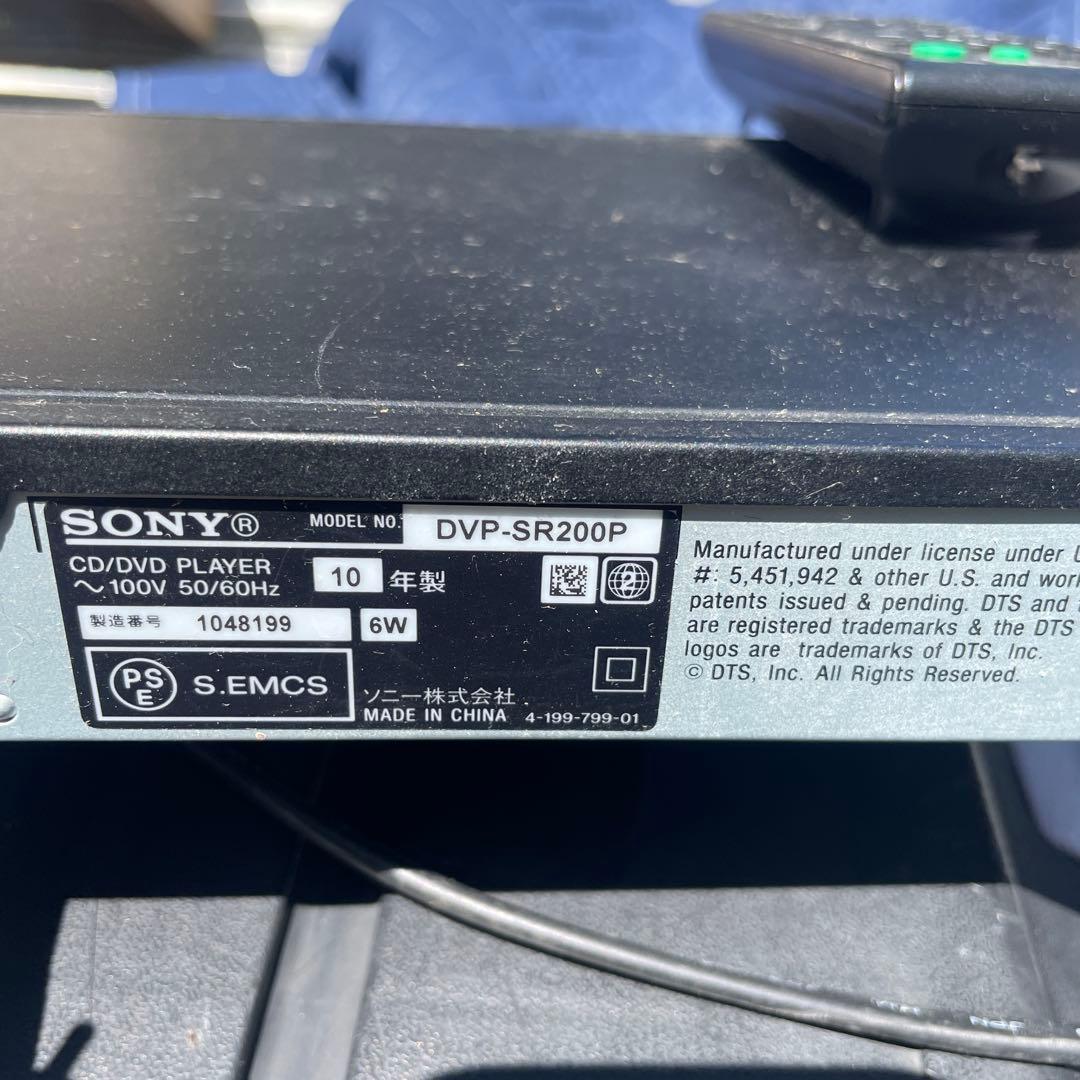 SONY® MODEL NO. DVP-SR200P
CD/DVD PLAYER
～100V 50/60Hz
10 年製
2
製造番号 1048199 6W
PS
E
S.EMCS
ソニー株式会社
MADE IN CHINA 4-199-799-01
Manufactured under license under
#: 5,451,942 & other U.S. and
patents issued & pending. DTS and
are registered trademarks & the DTS
logos are trademarks of DTS, Inc.
© DTS, Inc. All Rights Reserved.